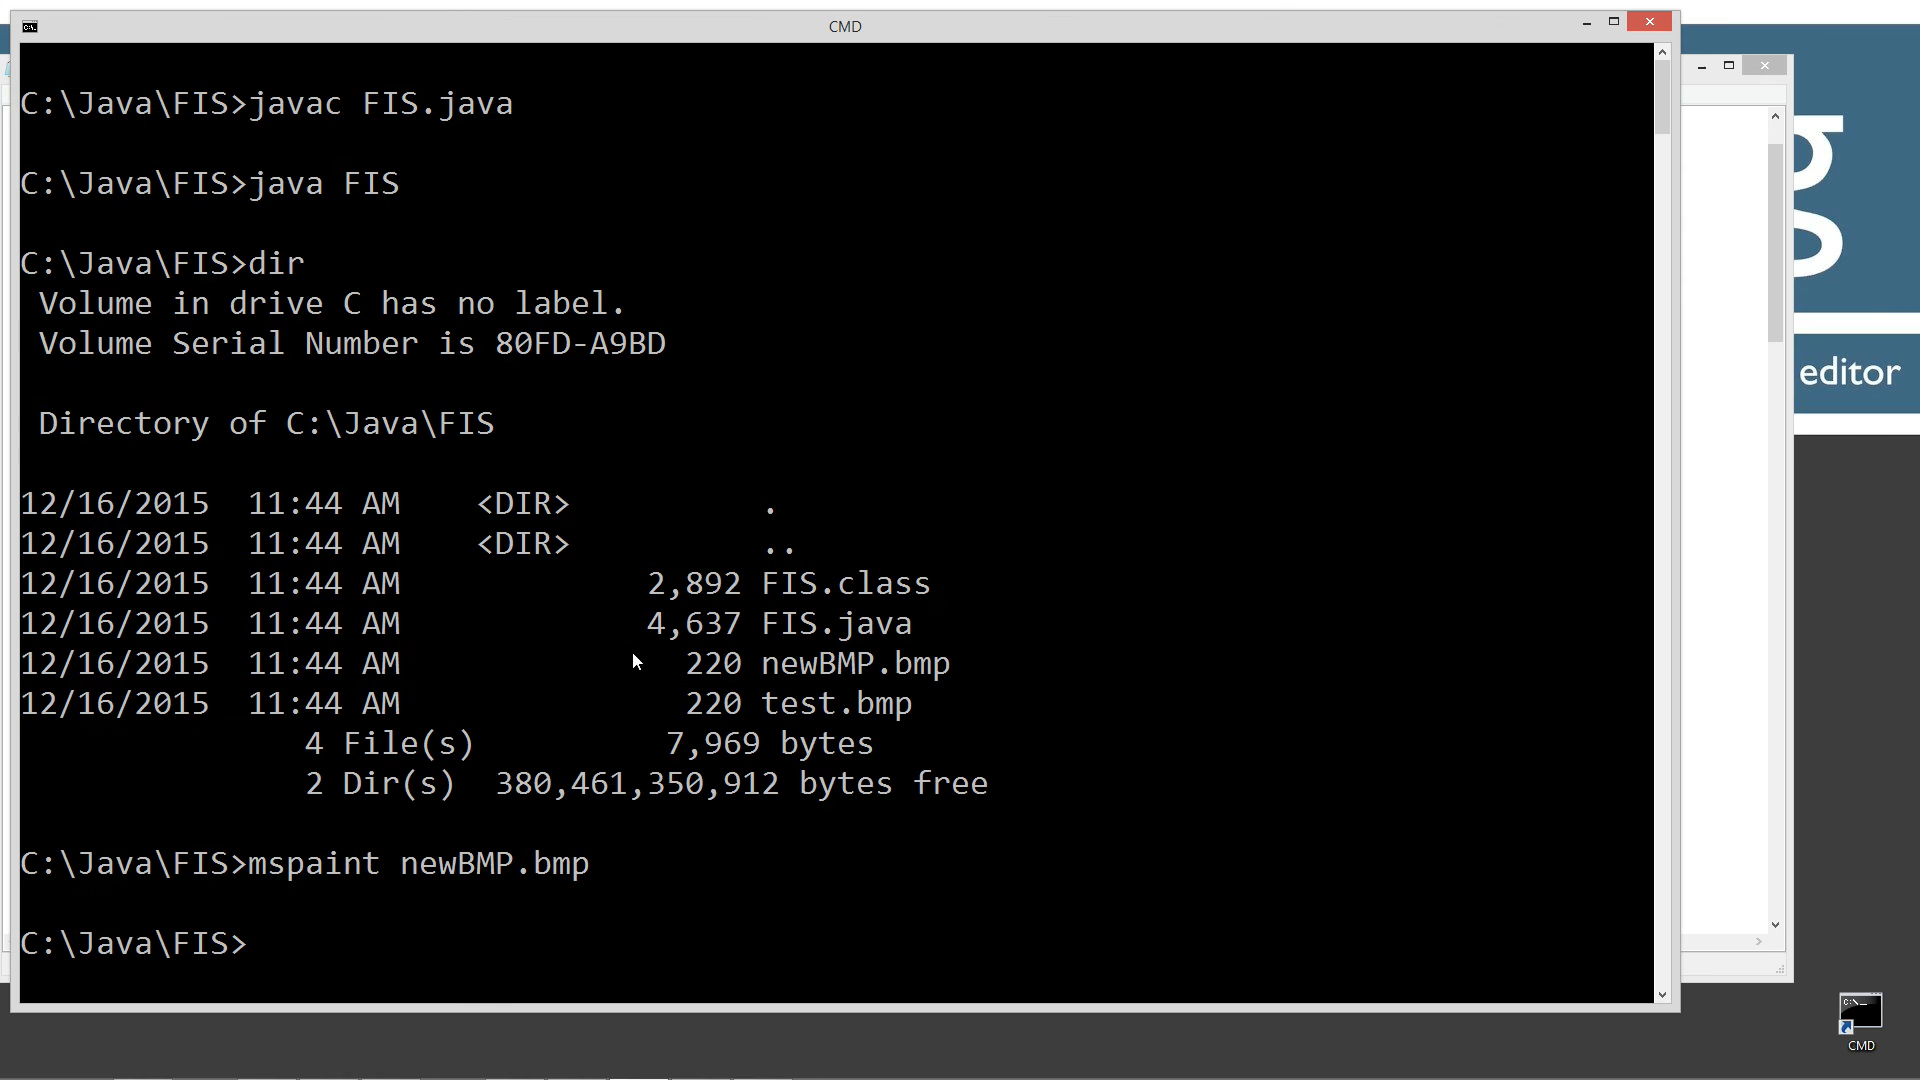 CMD
C:\Java\FIS>javac FIS.java
C:\Java\FIS>java FIS
C:\Java\FIS>dir
Volume in drive C has no label.
Volume Serial Number is 80FD-A9BD
Directory of C:\Java\FIS
12/16/2015  11:44 AM    <DIR>          .
12/16/2015  11:44 AM    <DIR>          ..
12/16/2015  11:44 AM             2,892 FIS.class
12/16/2015  11:44 AM             4,637 FIS.java
12/16/2015  11:44 AM               220 newBMP.bmp
12/16/2015  11:44 AM               220 test.bmp
4 File(s)          7,969 bytes
2 Dir(s)  380,461,350,912 bytes free
C:\Java\FIS>mspaint newBMP.bmp
C:\Java\FIS>
g
s
editor
CMD